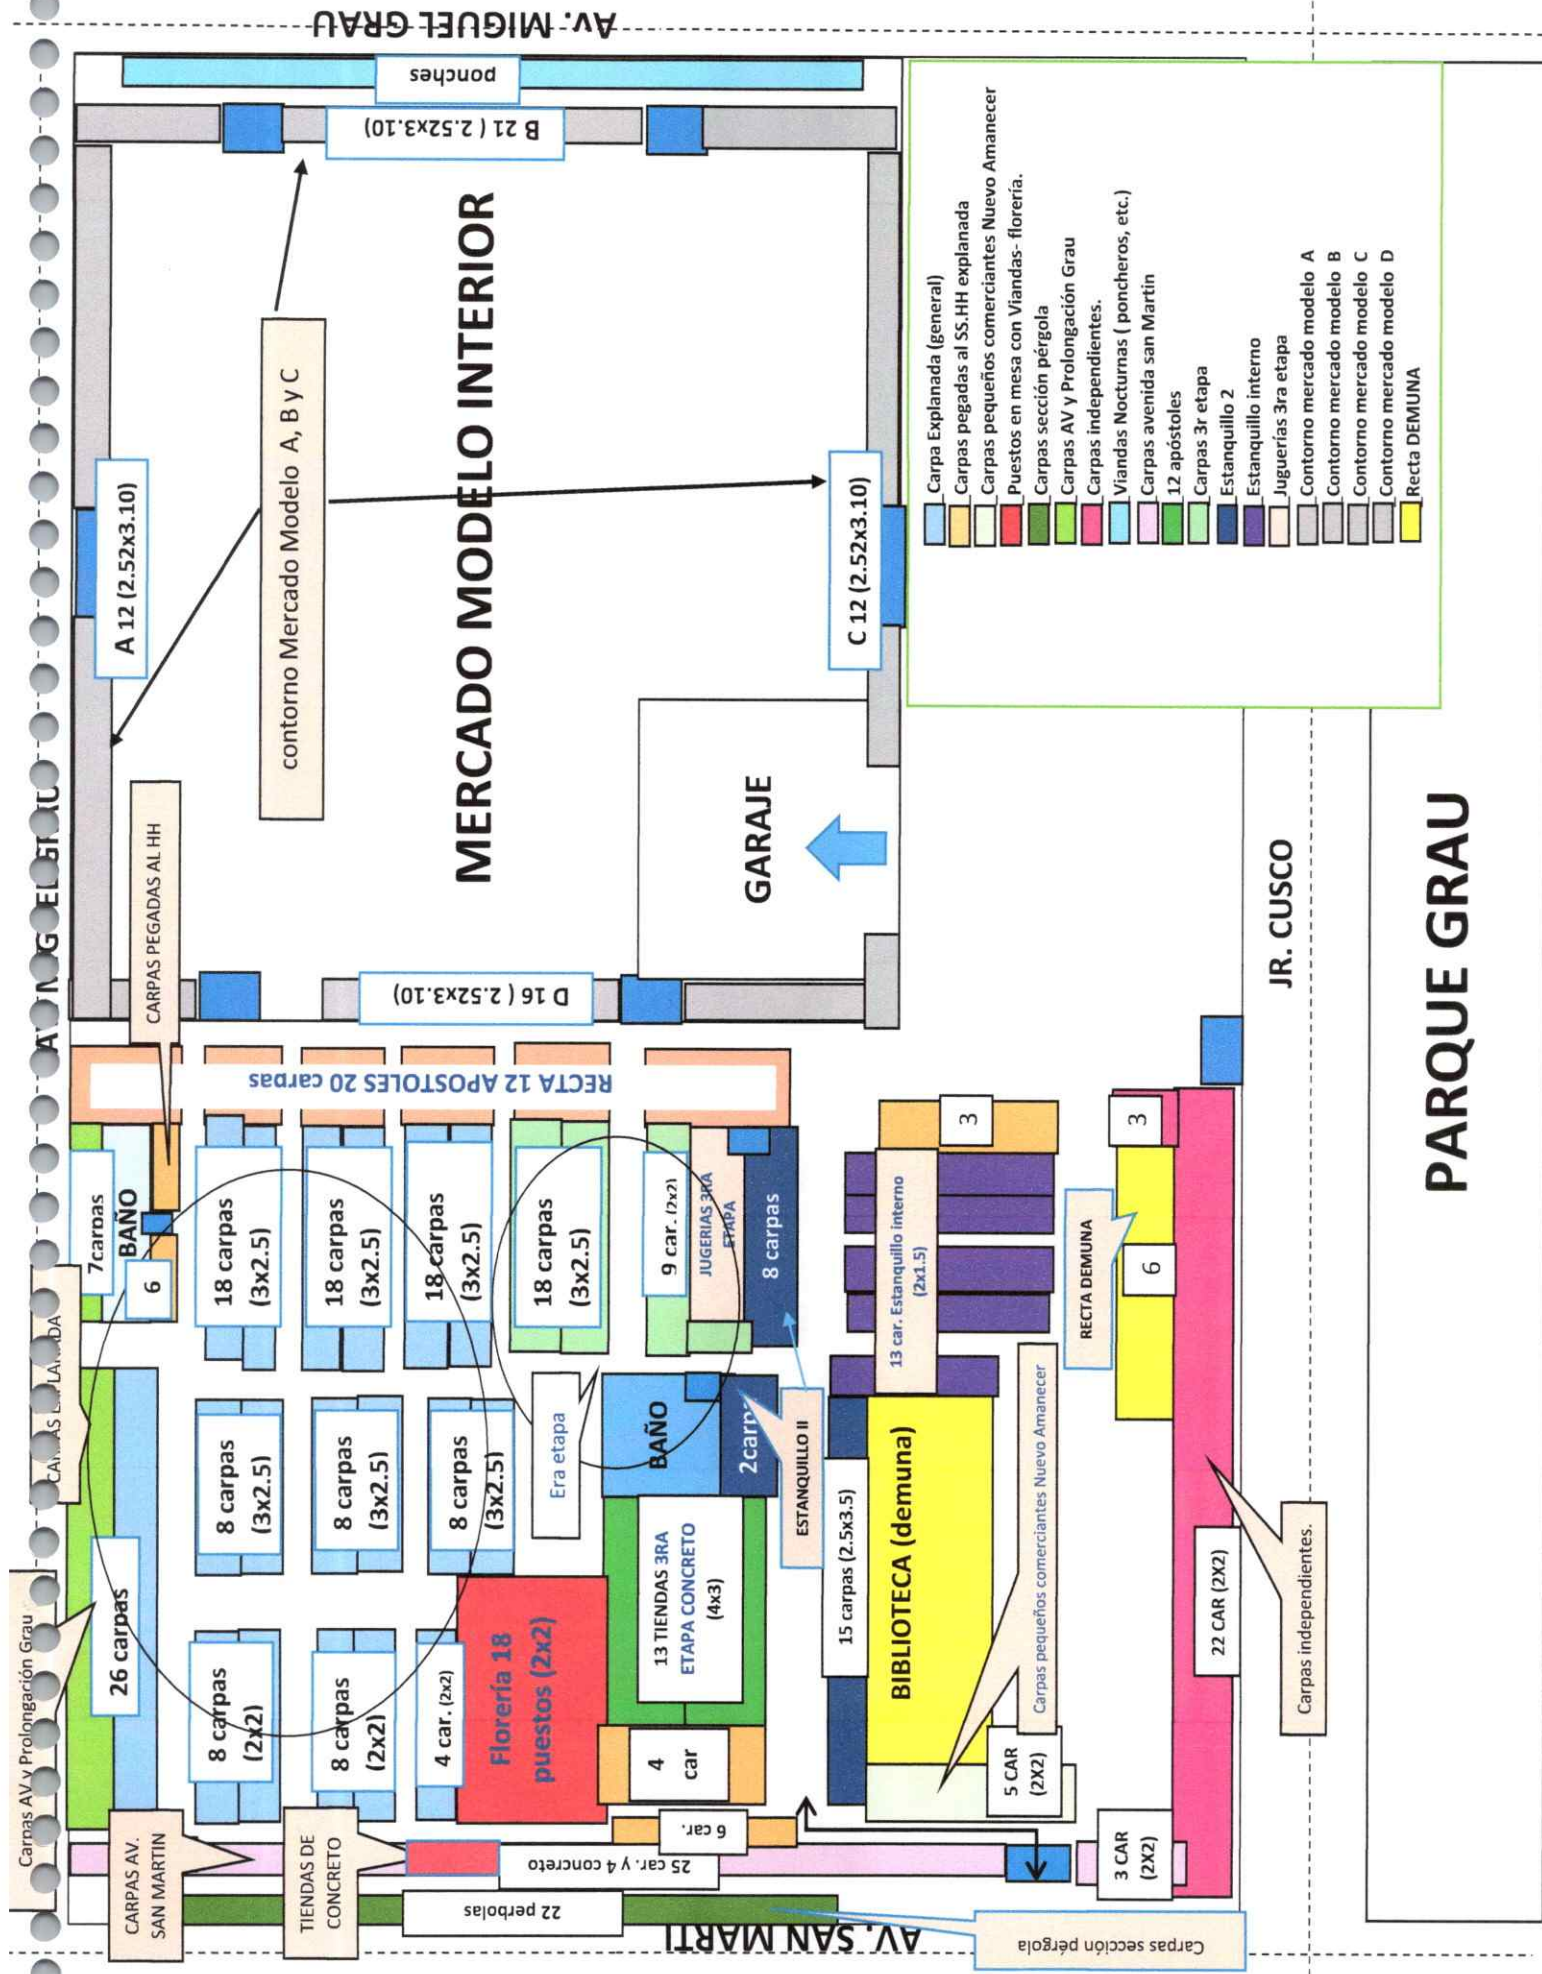 Av. MIGUEL GRAU
ponches
B 21 ( 2.52x3.10)
A 12 (2.52x3.10)
contorno Mercado Modelo A, B y C
MERCADO MODELO INTERIOR
C 12 (2.52x3.10)
GARAJE
D 16 ( 2.52x3.10)
CARPAS PEGADAS AL HH
Carpa Explanada (general)
Carpas pegadas al SS.HH explanada
Carpas pequeños comerciantes Nuevo Amanecer
Puestos en mesa con Viandas- florería.
Carpas sección pérgola
Carpas AV y Prolongación Grau
Carpas independientes.
Viandas Nocturnas ( poncheros, etc.)
Carpas avenida san Martin
12 apóstoles
Carpas 3r etapa
Estanquillo 2
Estanquillo interno
Juguerías 3ra etapa
Contorno mercado modelo A
Contorno mercado modelo B
Contorno mercado modelo C
Contorno mercado modelo D
Recta DEMUNA
JR. CUSCO
PARQUE GRAU
RECTA 12 APOSTOLES 20 carpas
7carpas
BAÑO
6
18 carpas
(3x2.5)
18 carpas
(3x2.5)
18 carpas
(3x2.5)
18 carpas
(3x2.5)
9 car. (2x2)
JUGERIAS 3RA
ETAPA
8 carpas
3
13 car. Estanquillo interno
(2x1.5)
RECTA DEMUNA
3
6
26 carpas
8 carpas
(3x2.5)
8 carpas
(3x2.5)
8 carpas
(3x2.5)
Era etapa
BAÑO
ESTANQUILLO II
15 carpas (2.5x3.5)
BIBLIOTECA (demuna)
Carpas pequeños comerciantes Nuevo Amanecer
22 CAR (2X2)
Carpas independientes.
Carpas AV y Prolongación Grau
8 carpas
(2x2)
8 carpas
(2x2)
4 car. (2x2)
Florería 18
puestos (2x2)
13 TIENDAS 3RA
ETAPA CONCRETO
(4x3)
4
car
5 CAR
(2X2)
6 car.
CARPAS AV.
SAN MARTIN
TIENDAS DE
CONCRETO
25 car. y 4 concreto
3 CAR
(2X2)
22 perbolas
AV. SAN MARTI
Carpas sección pérgola